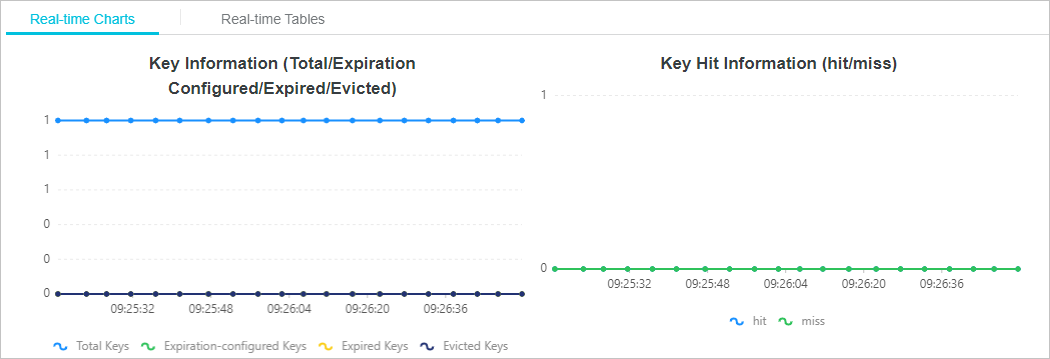 Real-time Charts
Real-time Tables
Key Information (Total/Expiration
Configured/Expired/Evicted)
1
1
1
0
0
0
09:25:32
09:25:48
09:26:04
09:26:20
09:26:36
Total Keys
Expiration-configured Keys
Expired Keys
Evicted Keys
Key Hit Information (hit/miss)
1
0
09:25:32
09:25:48
09:26:04
09:26:20
09:26:36
hit
miss